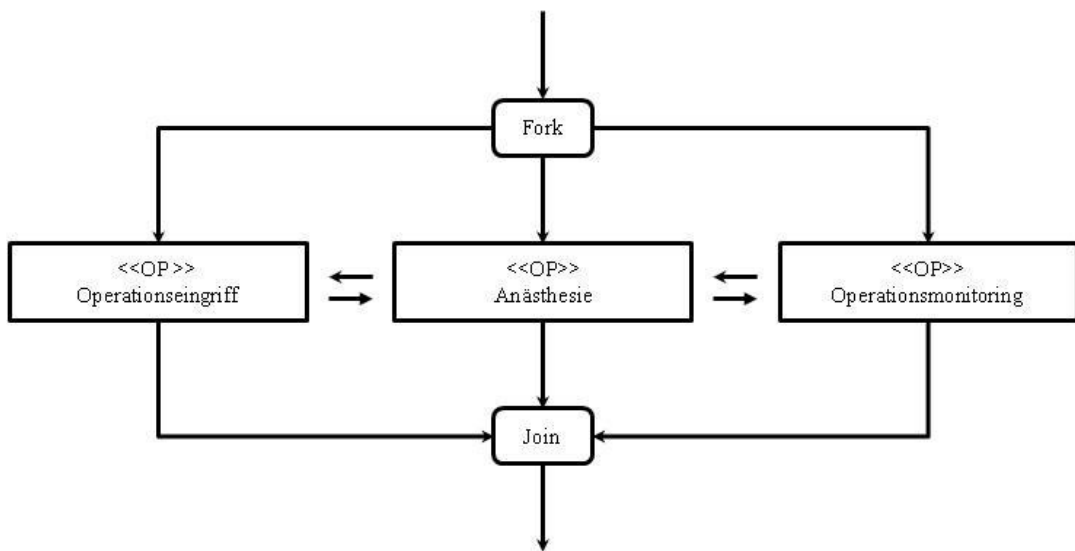 Fork
<<OP >>
Operationseingriff
<<OP>>
Anästhesie
<<OP>>
Operationsmonitoring
Join